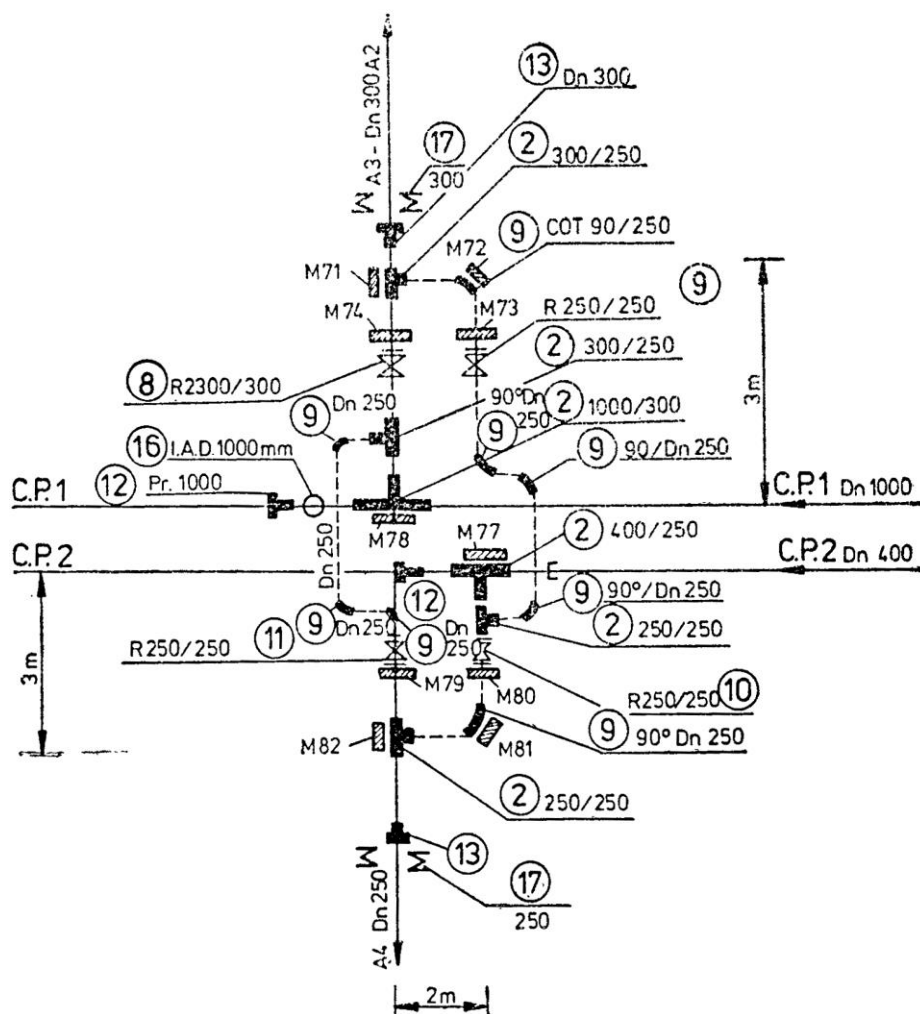 A3 - Dn 300 A2
13 Dn 300
17
300
2 300/250
M71
M72
9 COT 90/250
9
M74
M73
R 250/250
2 300/250
8 R2300/300
9 Dn 250
90°Dn 250
2 1000/300
9
16 I.A.D. 1000mm
9 90/Dn 250
12 Pr. 1000
C.P.1
C.P.1 Dn 1000
3m
M78
M77
2 400/250
Dn 250
C.P.2
E
C.P.2 Dn 400
12
9 90°/Dn 250
9 Dn 250
9 Dn 250
2 250/250
11
R250/250
M79
M80
R250/250 10
3m
M82
M81
9 90° Dn 250
2 250/250
13
17
250
A4 Dn 250
2m